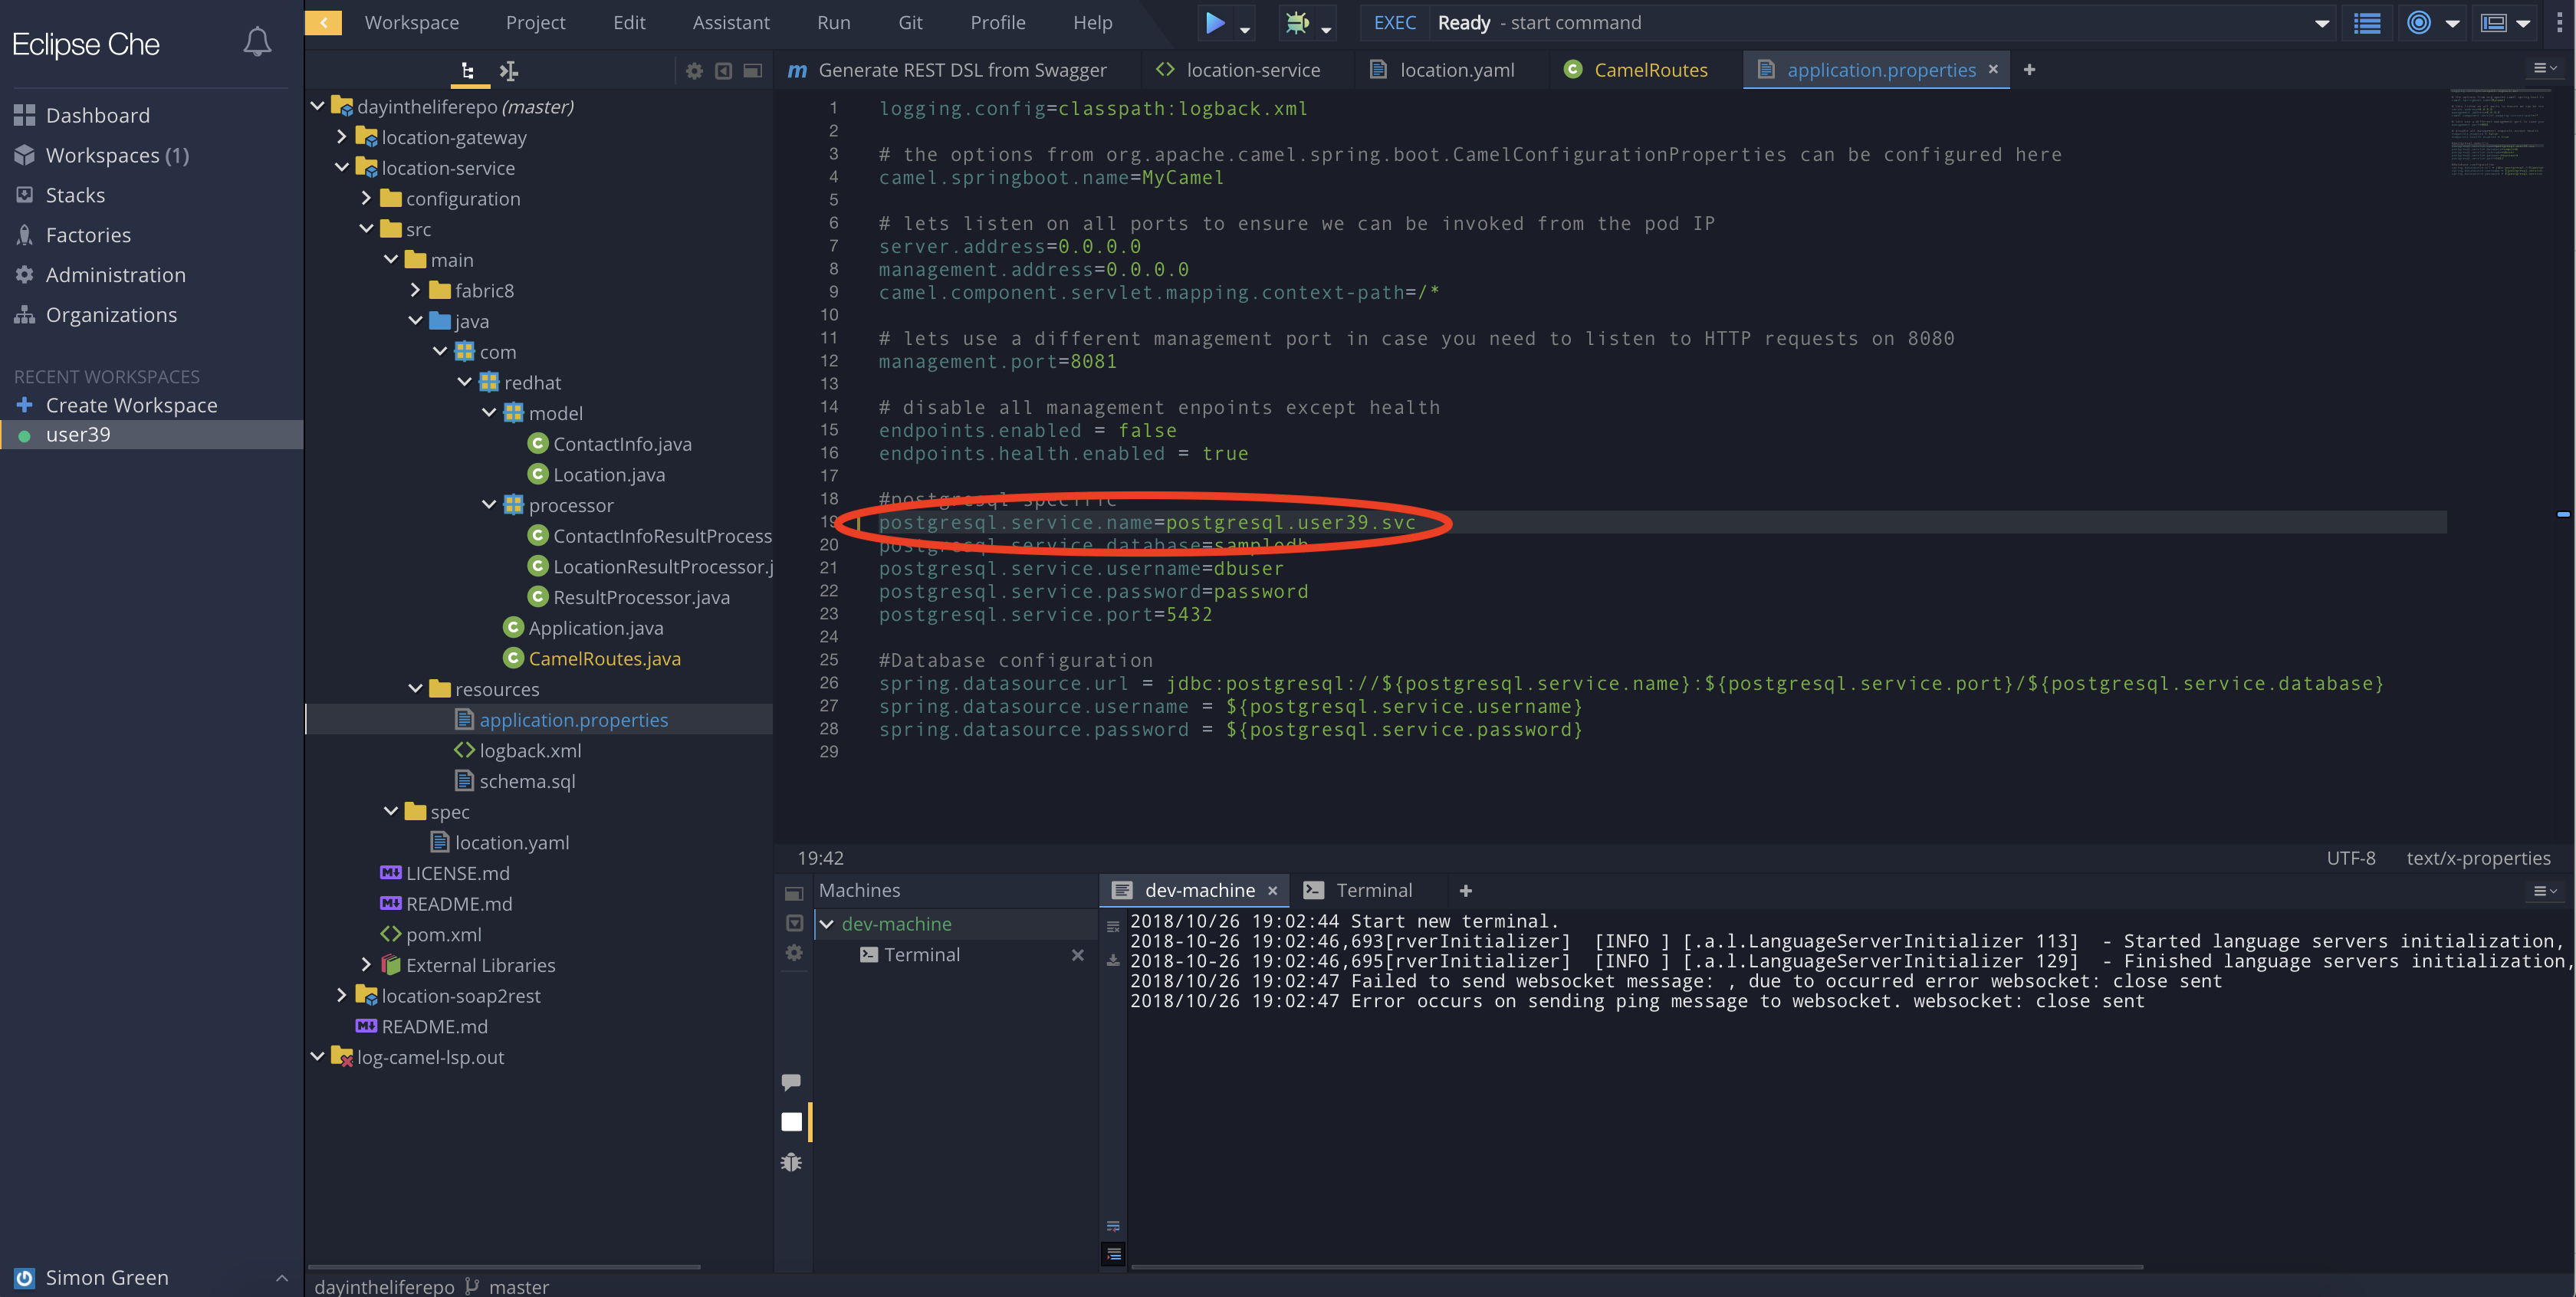 Eclipse Che
Dashboard
Workspaces (1)
Stacks
Factories
Administration
Organizations
RECENT WORKSPACES
Create Workspace
user39
Simon Green
Workspace Project Edit Assistant Run Git Profile Help
EXEC Ready - start command
dayintheliferepo (master)
location-gateway
location-service
configuration
src
main
fabric8
java
com
redhat
model
ContactInfo.java
Location.java
processor
ContactInfoResultProcess
LocationResultProcessor.j
ResultProcessor.java
Application.java
CamelRoutes.java
resources
application.properties
logback.xml
schema.sql
spec
location.yaml
LICENSE.md
README.md
pom.xml
External Libraries
location-soap2rest
README.md
log-camel-lsp.out
dayintheliferepo master
m Generate REST DSL from Swagger location-service location.yaml CamelRoutes application.properties
1 logging.config=classpath:logback.xml
2
3 # the options from org.apache.camel.spring.boot.CamelConfigurationProperties can be configured here
4 camel.springboot.name=MyCamel
5
6 # lets listen on all ports to ensure we can be invoked from the pod IP
7 server.address=0.0.0.0
8 management.address=0.0.0.0
9 camel.component.servlet.mapping.context-path=/*
10
11 # lets use a different management port in case you need to listen to HTTP requests on 8080
12 management.port=8081
13
14 # disable all management enpoints except health
15 endpoints.enabled = false
16 endpoints.health.enabled = true
17
18 #postgresql specific
19 postgresql.service.name=postgresql.user39.svc
20 postgresql.service.database=sampledb
21 postgresql.service.username=dbuser
22 postgresql.service.password=password
23 postgresql.service.port=5432
24
25 #Database configuration
26 spring.datasource.url = jdbc:postgresql://${postgresql.service.name}:${postgresql.service.port}/${postgresql.service.database}
27 spring.datasource.username = ${postgresql.service.username}
28 spring.datasource.password = ${postgresql.service.password}
29
19:42 UTF-8 text/x-properties
Machines
dev-machine
Terminal
dev-machine Terminal
2018/10/26 19:02:44 Start new terminal.
2018-10-26 19:02:46,693[rverInitializer] [INFO ] [.a.l.LanguageServerInitializer 113] - Started language servers initialization,
2018-10-26 19:02:46,695[rverInitializer] [INFO ] [.a.l.LanguageServerInitializer 129] - Finished language servers initialization,
2018/10/26 19:02:47 Failed to send websocket message: , due to occurred error websocket: close sent
2018/10/26 19:02:47 Error occurs on sending ping message to websocket. websocket: close sent